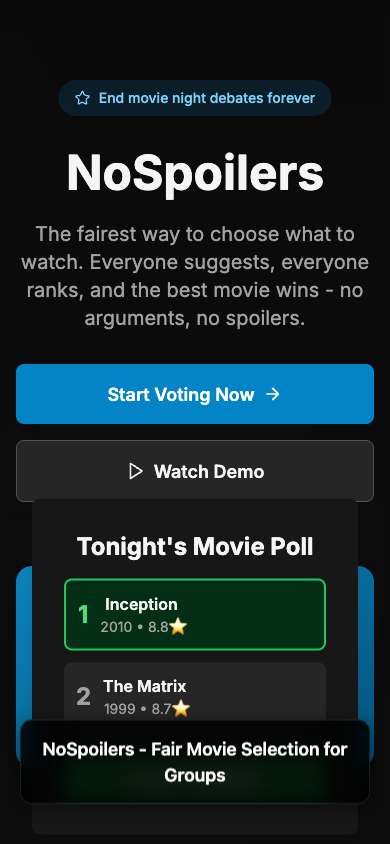 End movie night debates forever
NoSpoilers
The fairest way to choose what to
watch. Everyone suggests, everyone
ranks, and the best movie wins - no
arguments, no spoilers.
Start Voting Now →
Watch Demo
Tonight's Movie Poll
1 Inception
2010 • 8.8⭐
2 The Matrix
1999 • 8.7⭐
NoSpoilers - Fair Movie Selection for
Groups